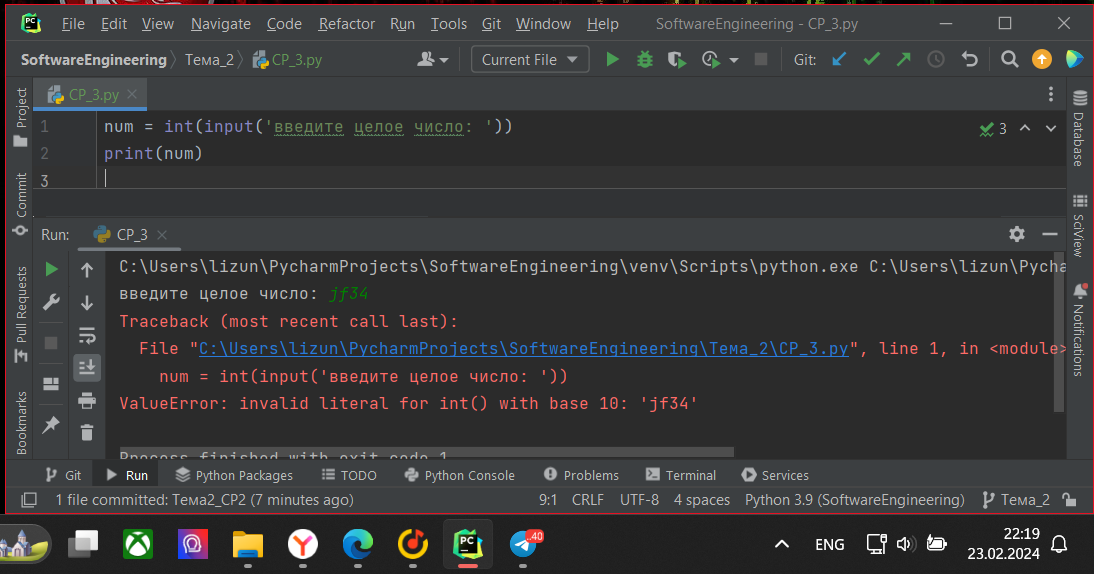 PC File Edit View Navigate Code Refactor Run Tools Git Window Help SoftwareEngineering - CP_3.py
SoftwareEngineering Тема_2 CP_3.py Current File Git:
CP_3.py
Project
Commit
Pull Requests
Bookmarks
1 num = int(input('введите целое число: '))
2 print(num)
3
3
Database
SciView
Notifications
Run: CP_3
C:\Users\lizun\PycharmProjects\SoftwareEngineering\venv\Scripts\python.exe C:\Users\lizun\Pycha
введите целое число: jf34
Traceback (most recent call last):
File "C:\Users\lizun\PycharmProjects\SoftwareEngineering\Тема_2\CP_3.py", line 1, in <module>
num = int(input('введите целое число: '))
ValueError: invalid literal for int() with base 10: 'jf34'
Process finished with exit code 1
Git Run Python Packages TODO Python Console Problems Terminal Services
1 file committed: Тема2_CP2 (7 minutes ago) 9:1 CRLF UTF-8 4 spaces Python 3.9 (SoftwareEngineering) Тема_2
PC 40 ENG 22:19
23.02.2024